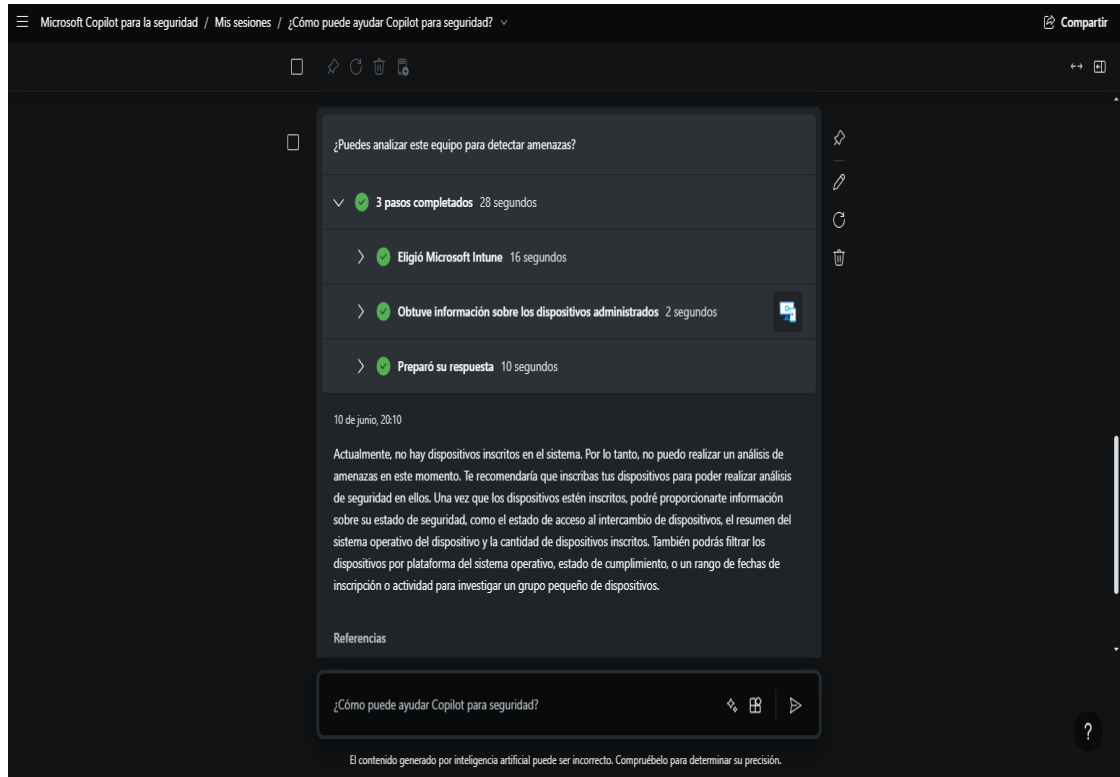 Microsoft Copilot para la seguridad / Mis sesiones / ¿Cómo puede ayudar Copilot para seguridad?
Compartir
¿Puedes analizar este equipo para detectar amenazas?
3 pasos completados 28 segundos
Eligió Microsoft Intune 16 segundos
Obtuve información sobre los dispositivos administrados 2 segundos
Preparó su respuesta 10 segundos
10 de junio, 20:10
Actualmente, no hay dispositivos inscritos en el sistema. Por lo tanto, no puedo realizar un análisis de
amenazas en este momento. Te recomendaría que inscribas tus dispositivos para poder realizar análisis
de seguridad en ellos. Una vez que los dispositivos estén inscritos, podré proporcionarte información
sobre su estado de seguridad, como el estado de acceso al intercambio de dispositivos, el resumen del
sistema operativo del dispositivo y la cantidad de dispositivos inscritos. También podrás filtrar los
dispositivos por plataforma del sistema operativo, estado de cumplimiento, o un rango de fechas de
inscripción o actividad para investigar un grupo pequeño de dispositivos.
Referencias
¿Cómo puede ayudar Copilot para seguridad?
?
El contenido generado por inteligencia artificial puede ser incorrecto. Compruébelo para determinar su precisión.